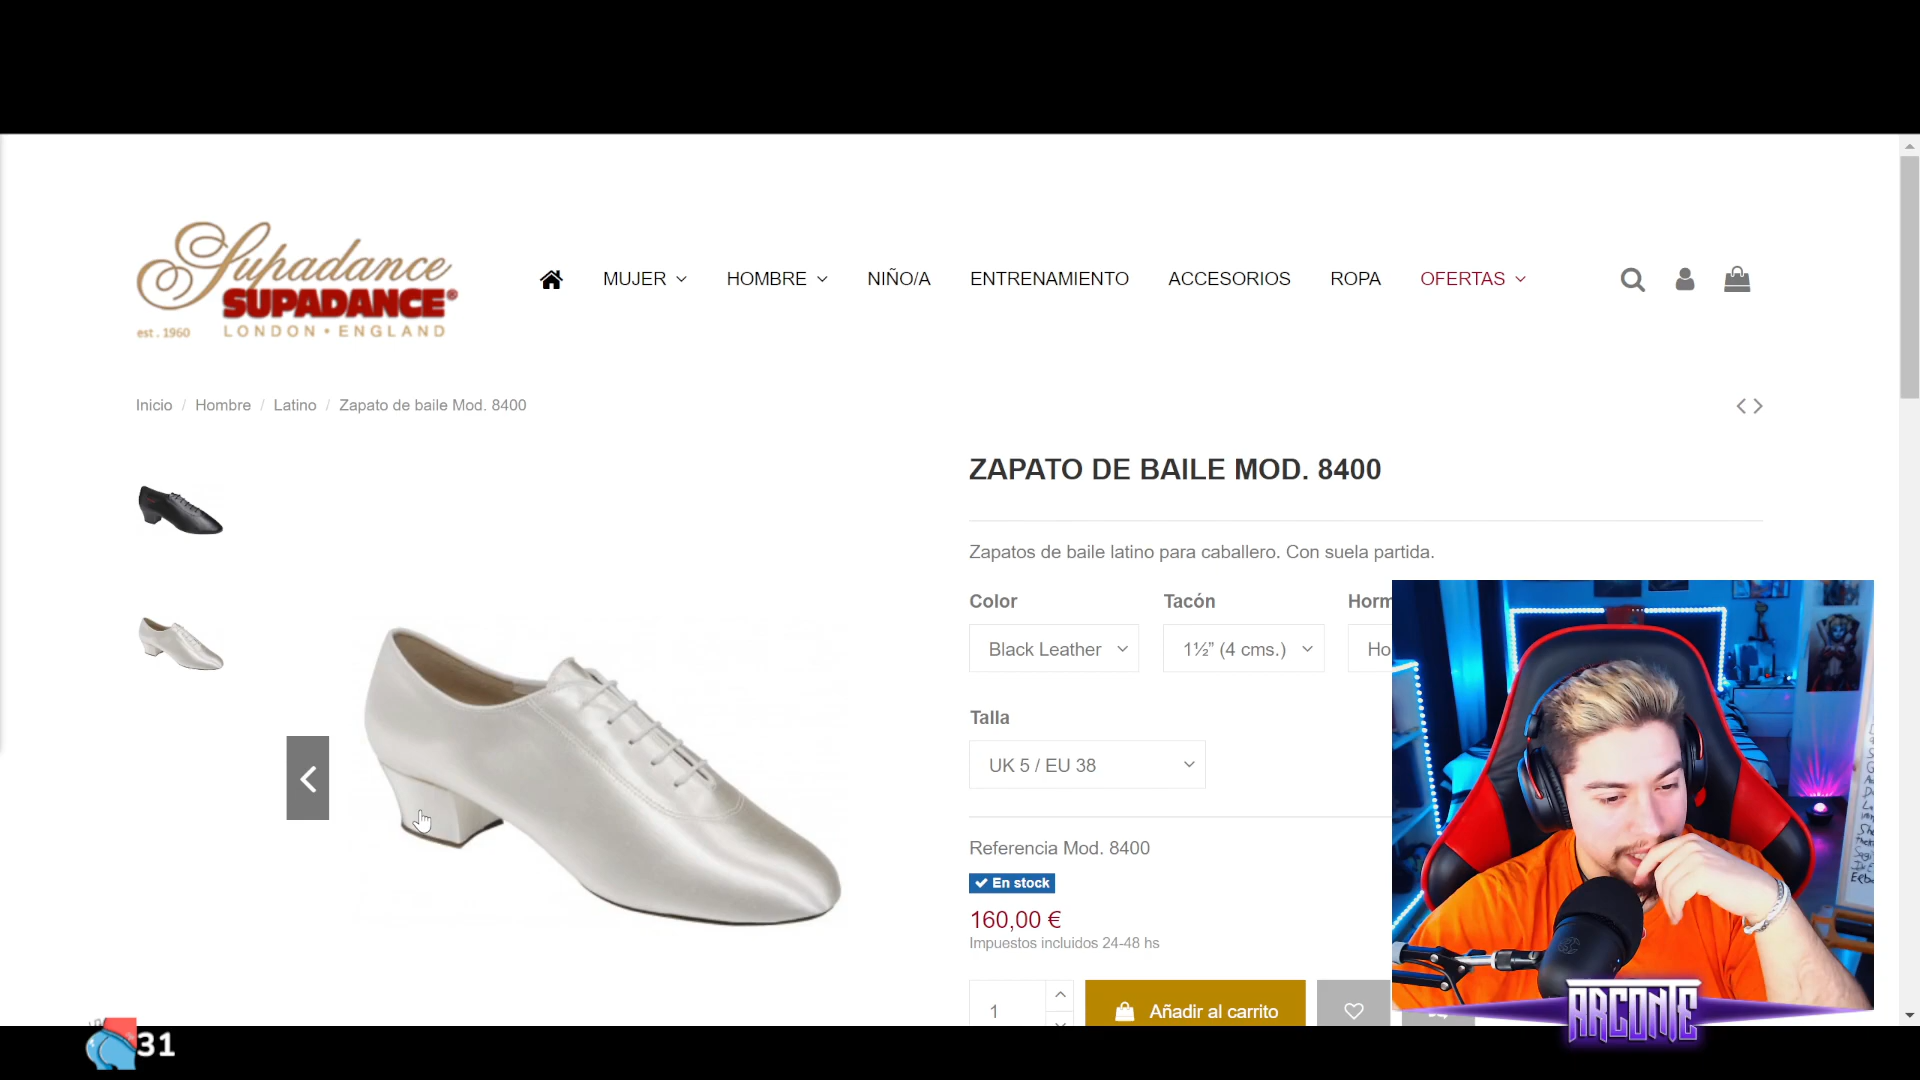 Supadance
SUPADANCE®
est. 1960
LONDON • ENGLAND
MUJER
HOMBRE
NIÑO/A
ENTRENAMIENTO
ACCESORIOS
ROPA
OFERTAS
Inicio / Hombre / Latino / Zapato de baile Mod. 8400
ZAPATO DE BAILE MOD. 8400
Zapatos de baile latino para caballero. Con suela partida.
Color
Tacón
Horm
Black Leather
1½” (4 cms.)
Ho
Talla
UK 5 / EU 38
Referencia Mod. 8400
En stock
160,00 €
Impuestos incluidos 24-48 hs
1
Añadir al carrito
ARCONTE
31